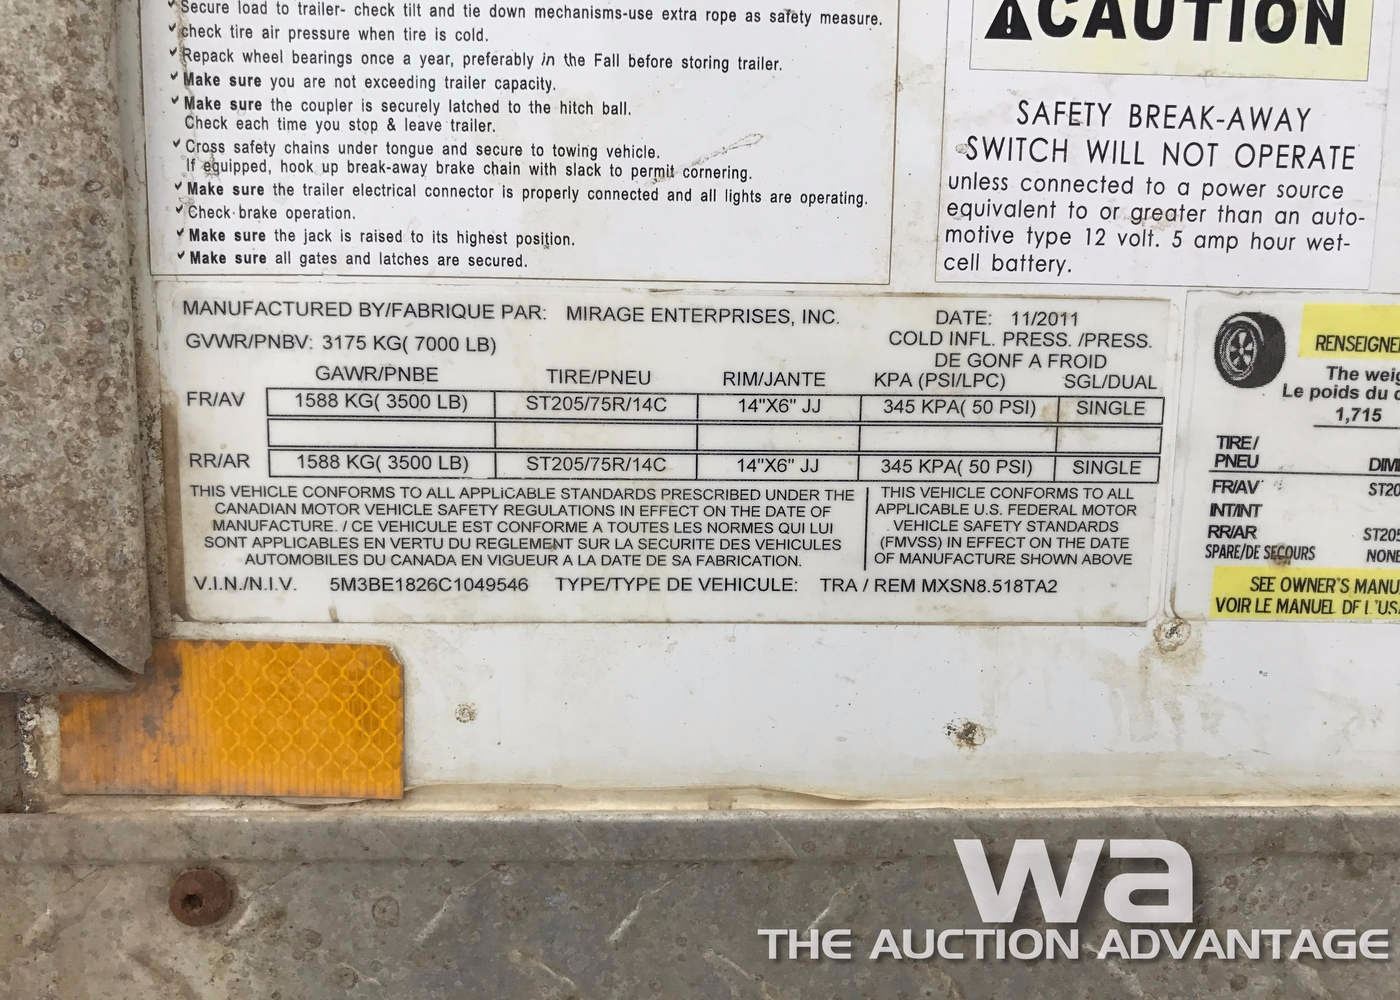 Secure load to trailer- check tilt and tie down mechanisms-use extra rope as safety measure.
check tire air pressure when tire is cold.
Repack wheel bearings once a year, preferably in the Fall before storing trailer.
Make sure you are not exceeding trailer capacity.
Make sure the coupler is securely latched to the hitch ball.
Check each time you stop & leave trailer.
Cross safety chains under tongue and secure to towing vehicle.
If equipped, hook up break-away brake chain with slack to permit cornering.
Make sure the trailer electrical connector is properly connected and all lights are operating.
Check brake operation.
Make sure the jack is raised to its highest position.
Make sure all gates and latches are secured.
CAUTION
SAFETY BREAK-AWAY
SWITCH WILL NOT OPERATE
unless connected to a power source
equivalent to or greater than an auto-
motive type 12 volt. 5 amp hour wet-
cell battery.
MANUFACTURED BY/FABRIQUE PAR: MIRAGE ENTERPRISES, INC. DATE: 11/2011
GVWR/PNBV: 3175 KG( 7000 LB) COLD INFL. PRESS. /PRESS.
DE GONF A FROID
GAWR/PNBE TIRE/PNEU RIM/JANTE KPA (PSI/LPC) SGL/DUAL
FR/AV 1588 KG( 3500 LB) ST205/75R/14C 14"X6" JJ 345 KPA( 50 PSI) SINGLE
RR/AR 1588 KG( 3500 LB) ST205/75R/14C 14"X6" JJ 345 KPA( 50 PSI) SINGLE
THIS VEHICLE CONFORMS TO ALL APPLICABLE STANDARDS PRESCRIBED UNDER THE
CANADIAN MOTOR VEHICLE SAFETY REGULATIONS IN EFFECT ON THE DATE OF
MANUFACTURE. / CE VEHICULE EST CONFORME A TOUTES LES NORMES QUI LUI
SONT APPLICABLES EN VERTU DU REGLEMENT SUR LA SECURITE DES VEHICULES
AUTOMOBILES DU CANADA EN VIGUEUR A LA DATE DE SA FABRICATION.
THIS VEHICLE CONFORMS TO ALL
APPLICABLE U.S. FEDERAL MOTOR
VEHICLE SAFETY STANDARDS
(FMVSS) IN EFFECT ON THE DATE
OF MANUFACTURE SHOWN ABOVE
V.I.N./N.I.V. 5M3BE1826C1049546 TYPE/TYPE DE VEHICULE: TRA / REM MXSN8.518TA2
RENSEIGNE
The weig
Le poids du c
1,715
TIRE/
PNEU DIM
FR/AV ST20
INT/INT
RR/AR ST205
SPARE/DE SECOURS NONE
SEE OWNER'S MANU
VOIR LE MANUEL DE L'US
wa
THE AUCTION ADVANTAGE